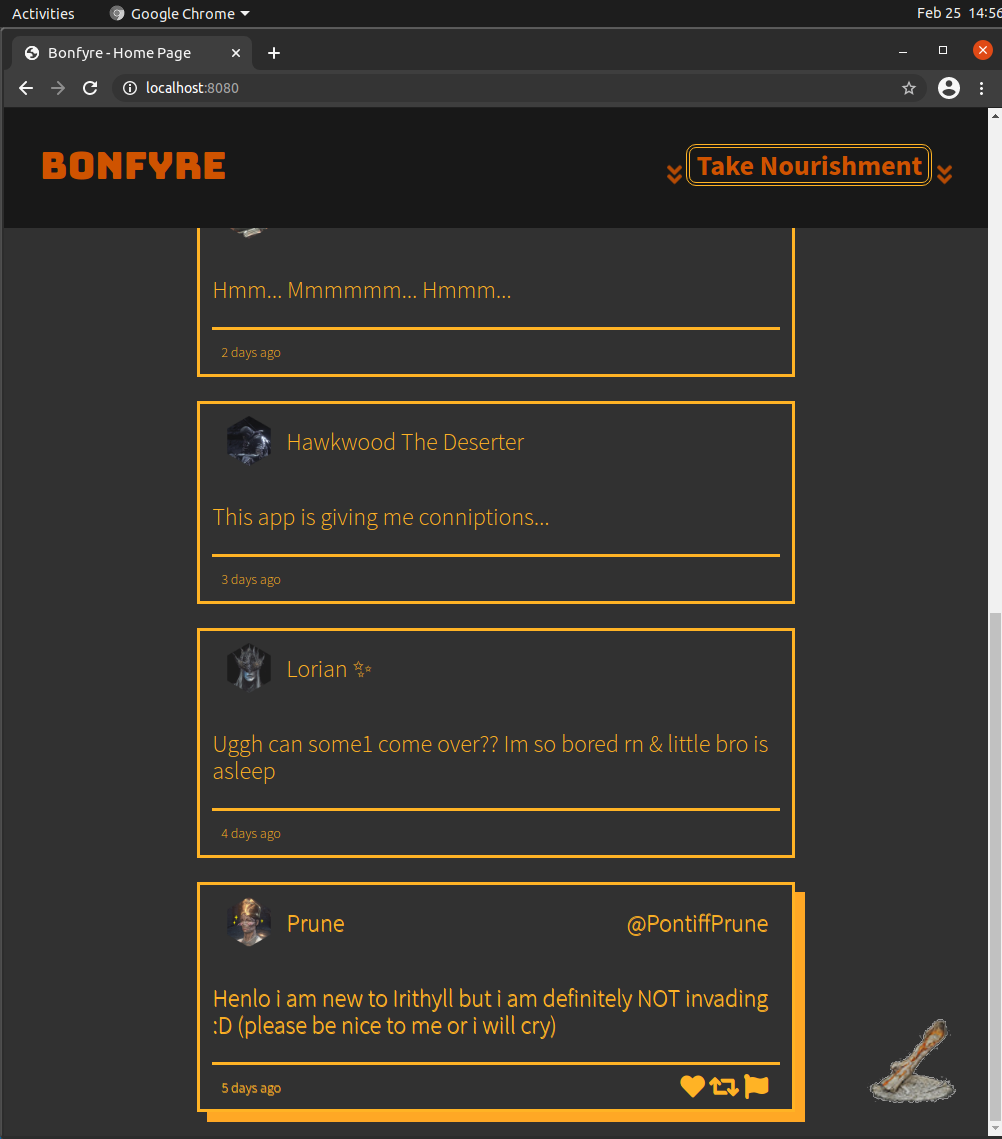 Activities
Google Chrome
Feb 25 14:56
Bonfyre - Home Page
localhost:8080
BONFYRE
Take Nourishment
Hmm... Mmmmmm... Hmmm...
2 days ago
Hawkwood The Deserter
This app is giving me conniptions...
3 days ago
Lorian ✨
Uggh can some1 come over?? Im so bored rn & little bro is
asleep
4 days ago
Prune
@PontiffPrune
Henlo i am new to Irithyll but i am definitely NOT invading
:D (please be nice to me or i will cry)
5 days ago